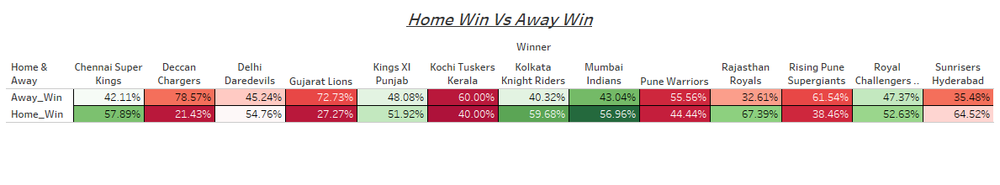 Home Win Vs Away Win
Winner
Home & Away Chennai Super Kings Deccan Chargers Delhi Daredevils Gujarat Lions Kings XI Punjab Kochi Tuskers Kerala Kolkata Knight Riders Mumbai Indians Pune Warriors Rajasthan Royals Rising Pune Supergiants Royal Challengers .. Sunrisers Hyderabad
Away_Win 42.11% 78.57% 45.24% 72.73% 48.08% 60.00% 40.32% 43.04% 55.56% 32.61% 61.54% 47.37% 35.48%
Home_Win 57.89% 21.43% 54.76% 27.27% 51.92% 40.00% 59.68% 56.96% 44.44% 67.39% 38.46% 52.63% 64.52%